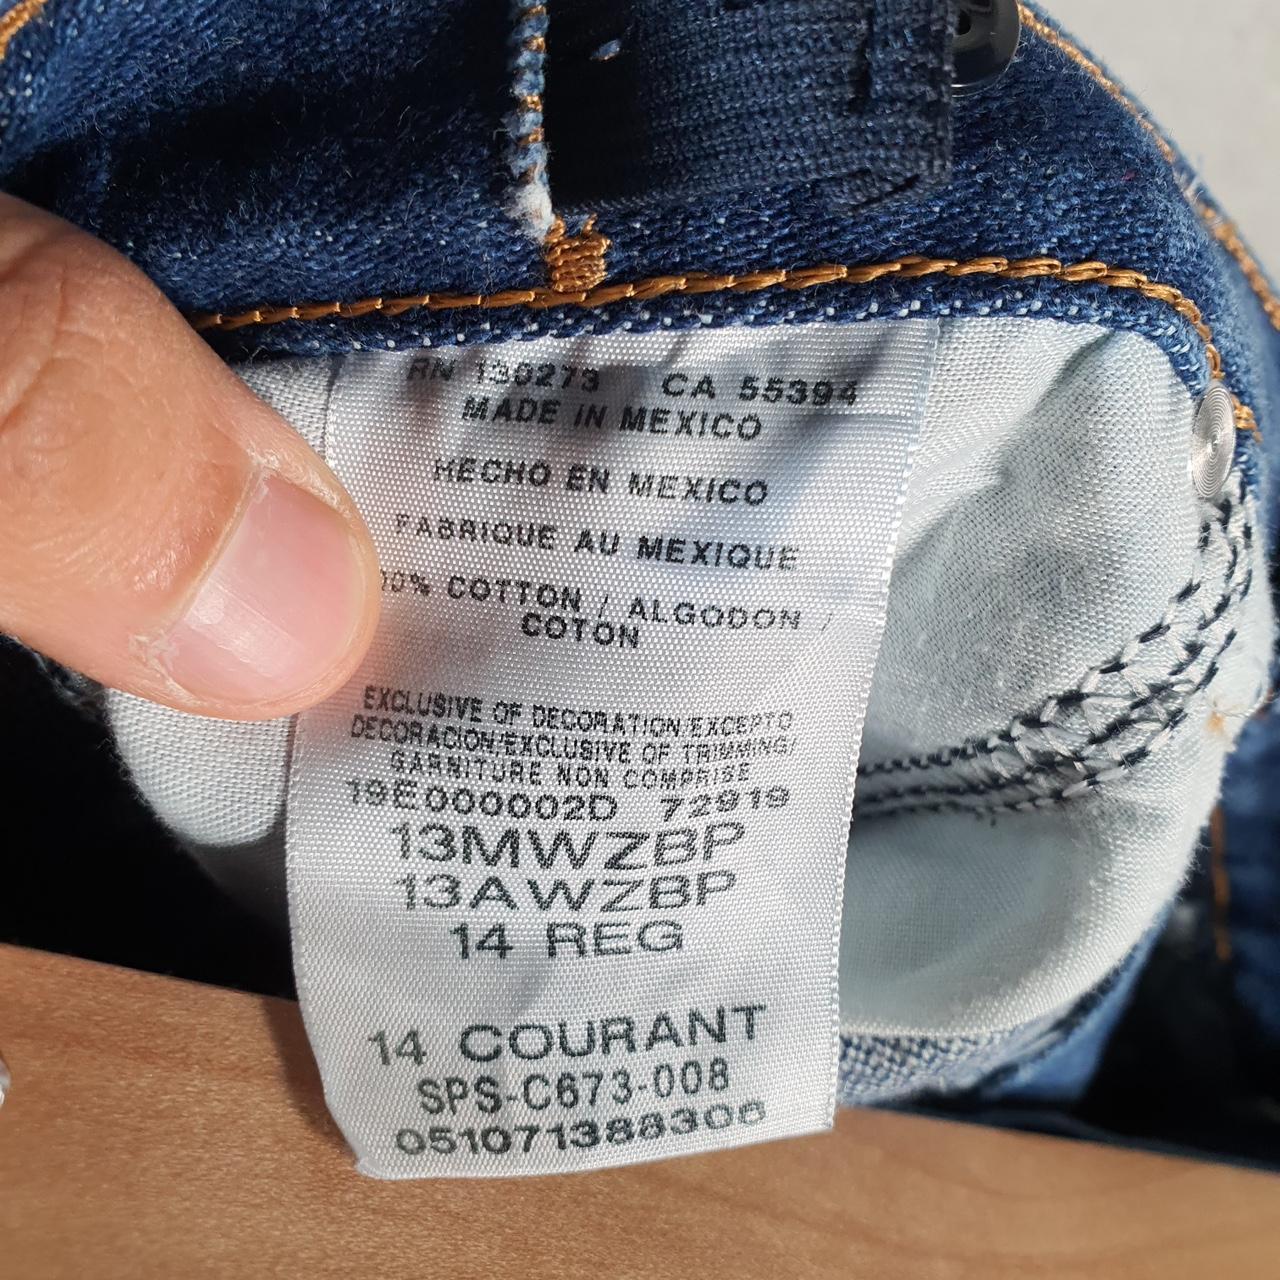 RN 130273 CA 55394
MADE IN MEXICO
HECHO EN MEXICO
FABRIQUE AU MEXIQUE
00% COTTON / ALGODON /
COTON
EXCLUSIVE OF DECORATION/EXCEPTO
DECORACION/EXCLUSIVE OF TRIMMING/
GARNITURE NON COMPRISE
19E000002D 72919
13MWZBP
13AWZBP
14 REG
14 COURANT
SPS-C673-008
051071388306